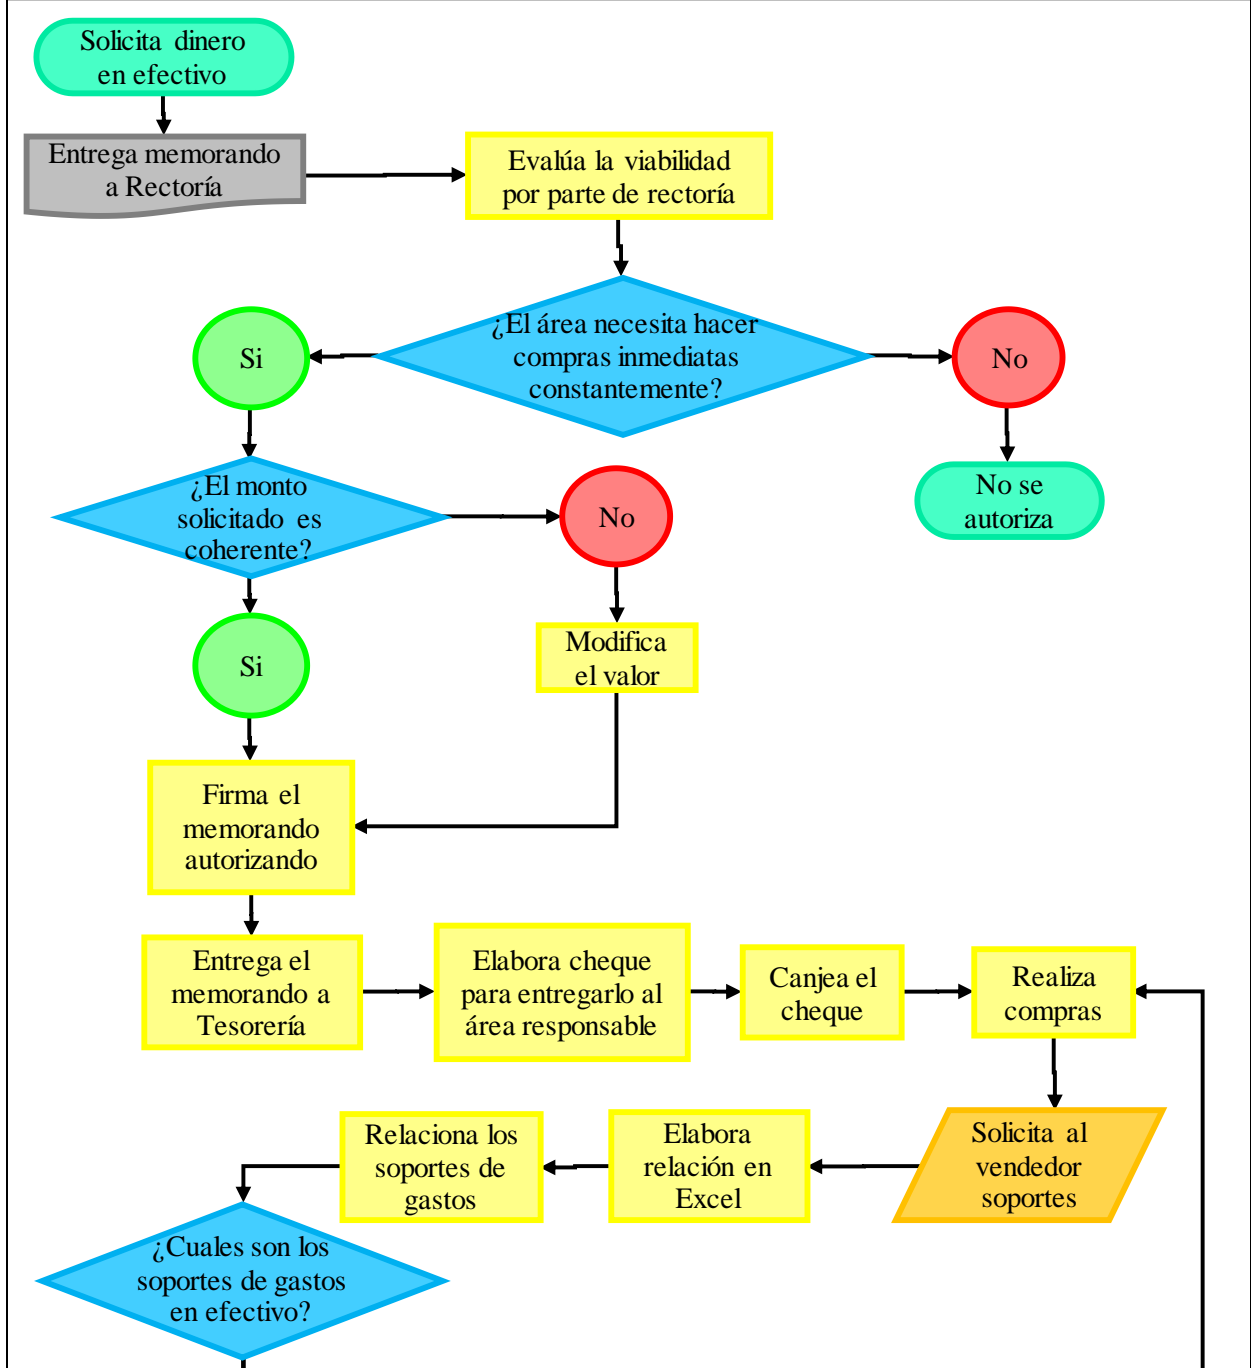 Solicita dinero
en efectivo
Entrega memorando
a Rectoría
Evalúa la viabilidad
por parte de rectoría
¿El área necesita hacer
compras inmediatas
constantemente?
Si
No
No se
autoriza
¿El monto
solicitado es
coherente?
No
Si
Modifica
el valor
Firma el
memorando
autorizando
Entrega el
memorando a
Tesorería
Elabora cheque
para entregarlo al
área responsable
Canjea el
cheque
Realiza
compras
Solicita al
vendedor
soportes
Elabora
relación en
Excel
Relaciona los
soportes de
gastos
¿Cuales son los
soportes de gastos
en efectivo?